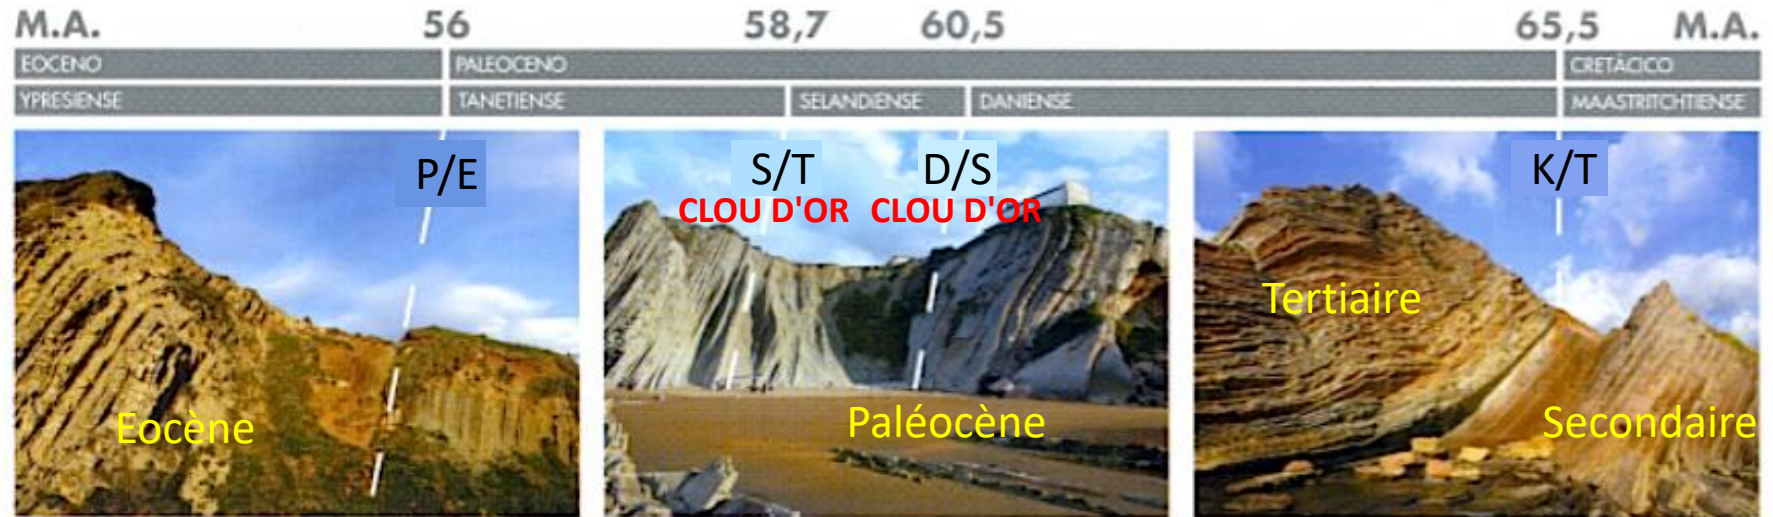 M.A. 56 58,7 60,5 65,5 M.A.
EOCENO PALEOCENO CRETÁCICO
YPRESIENSE TANETIENSE SELANDIENSE DANIENSE MAASTRITCHTIENSE
P/E S/T D/S K/T
CLOU D'OR CLOU D'OR
Tertiaire
Eocène Paléocène Secondaire